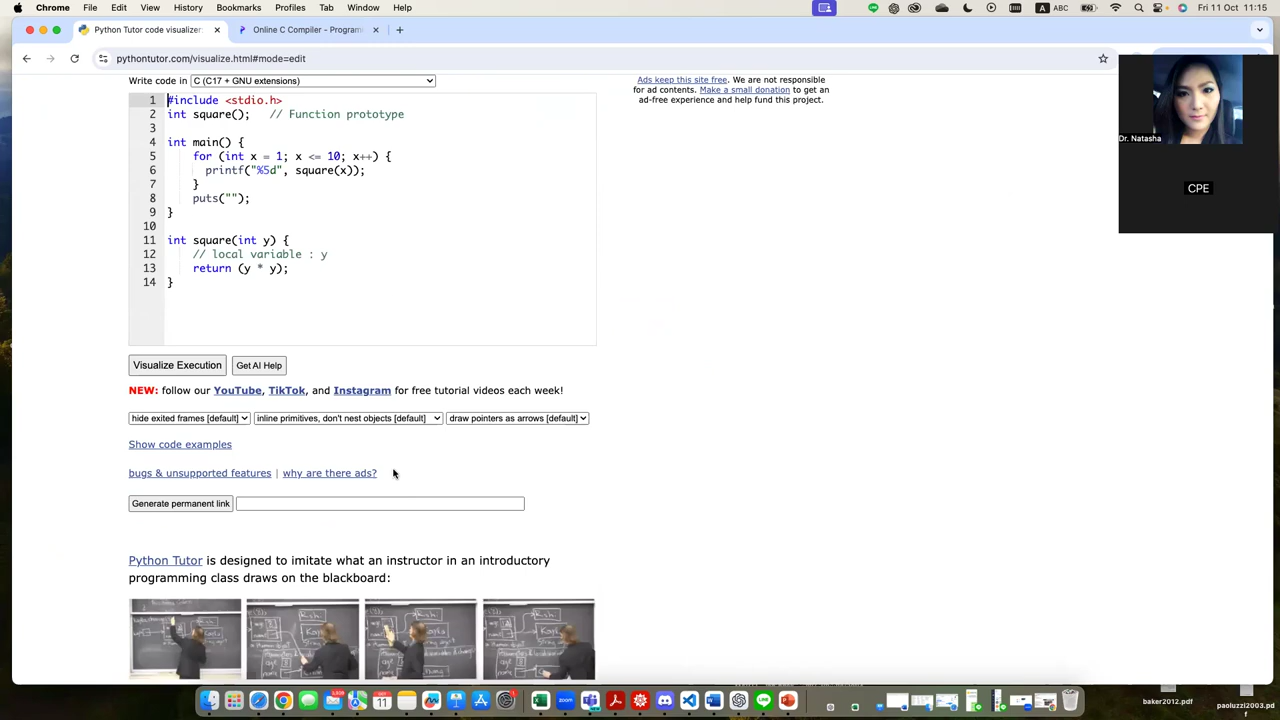 Chrome File Edit View History Bookmarks Profiles Tab Window Help
ABC Fri 11 Oct 11:15
Python Tutor code visualizer:
Online C Compiler - Program
pythontutor.com/visualize.html#mode=edit
Write code in C (C17 + GNU extensions)
Ads keep this site free. We are not responsible
for ad contents. Make a small donation to get an
ad-free experience and help fund this project.
1 #include <stdio.h>
2 int square();   // Function prototype
3
4 int main() {
5     for (int x = 1; x <= 10; x++) {
6       printf("%5d", square(x));
7     }
8     puts("");
9 }
10
11 int square(int y) {
12     // local variable : y
13     return (y * y);
14 }
Dr. Natasha
CPE
Visualize Execution Get AI Help
NEW: follow our YouTube, TikTok, and Instagram for free tutorial videos each week!
hide exited frames [default] inline primitives, don't nest objects [default] draw pointers as arrows [default]
Show code examples
bugs & unsupported features | why are there ads?
Generate permanent link
Python Tutor is designed to imitate what an instructor in an introductory
programming class draws on the blackboard:
zoom
baker2012.pdf
paoluzzi2003.pd
f